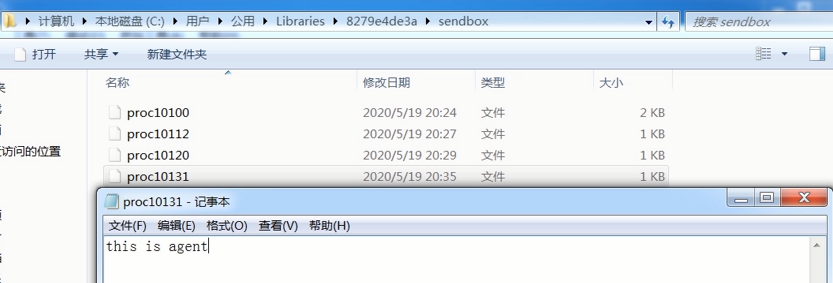 计算机 ▸ 本地磁盘 (C:) ▸ 用户 ▸ 公用 ▸ Libraries ▸ 8279e4de3a ▸ sendbox
搜索 sendbox
打开 共享 新建文件夹
名称 修改日期 类型 大小
proc10100 2020/5/19 20:24 文件 2 KB
proc10112 2020/5/19 20:27 文件 1 KB
proc10120 2020/5/19 20:29 文件 1 KB
访问的位置
proc10131 2020/5/19 20:35 文件 1 KB
proc10131 - 记事本
文件(F) 编辑(E) 格式(O) 查看(V) 帮助(H)
this is agent